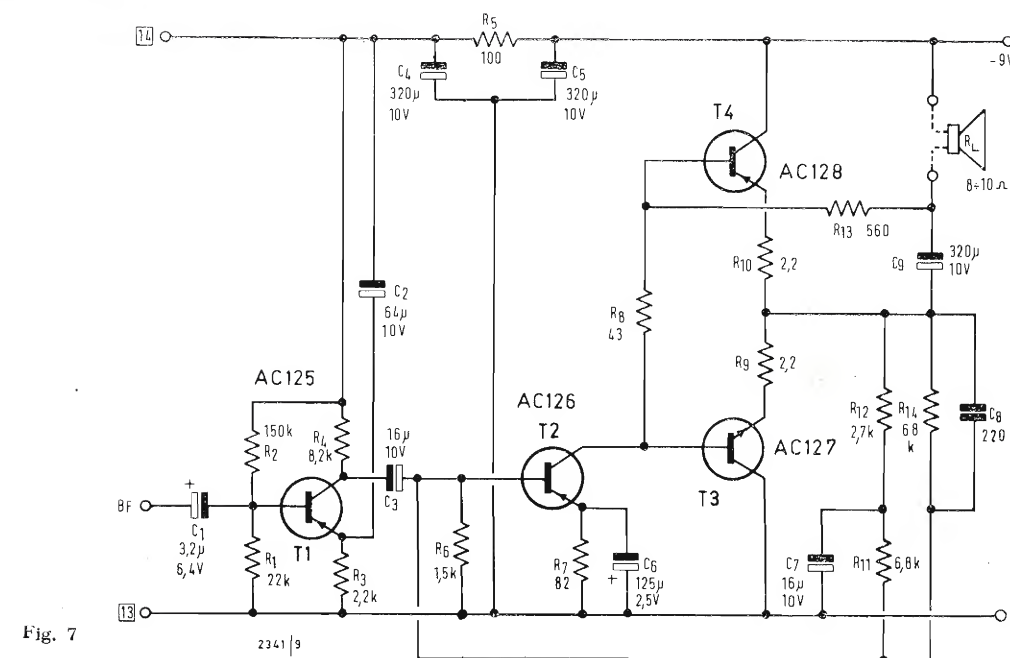 14
R5
100
-9V
C4
320µ
10V
C5
320µ
10V
T4
AC128
RL
8÷10 Ω
R13 560
R10
2,2
C9
320µ
10V
C2
64µ
10V
R8
43
R9
2,2
AC125
AC126
T2
AC127
T3
150k
R2
R4
8,2k
16µ
10V
C3
R12
2,7k
R14
68
k
C8
220
BF
+
C1
3,2µ
6,4V
T1
R1
22k
R3
2,2k
R6
1,5k
R7
82
C6
+
125µ
2,5V
C7
16µ
10V
R11
6,8k
13
Fig. 7
2341/9